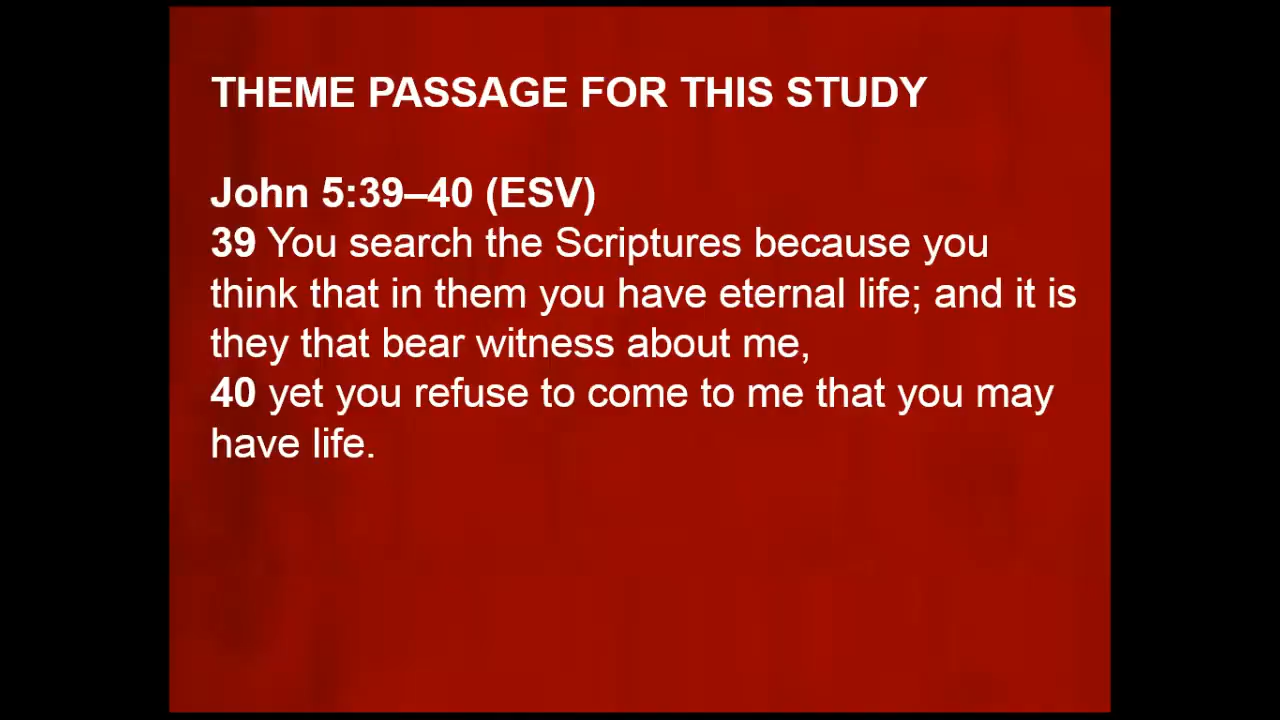 THEME PASSAGE FOR THIS STUDY
John 5:39–40 (ESV)
39 You search the Scriptures because you
think that in them you have eternal life; and it is
they that bear witness about me,
40 yet you refuse to come to me that you may
have life.